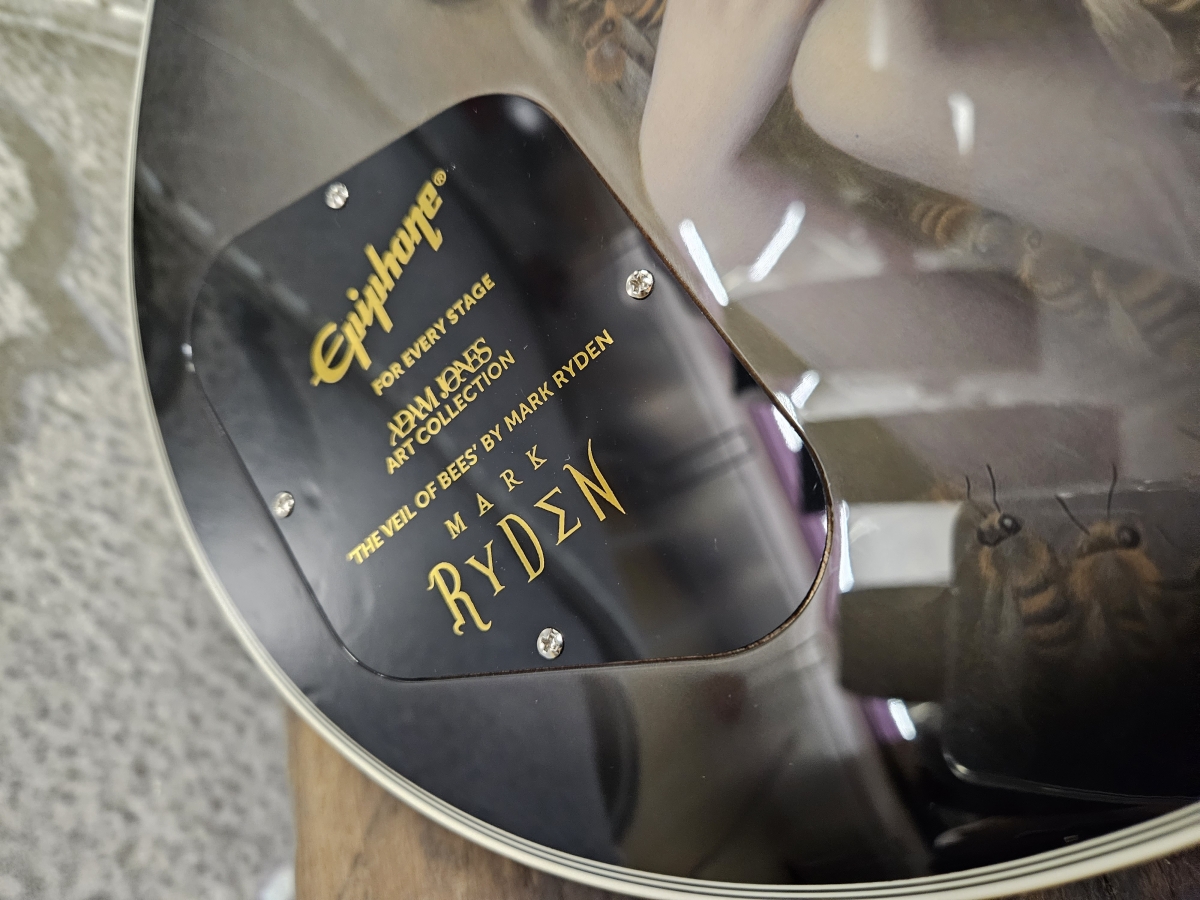 Epiphone®
FOR EVERY STAGE
ADAM JONES
ART COLLECTION
'THE VEIL OF BEES' BY MARK RYDEN
MARK
RYDΣN